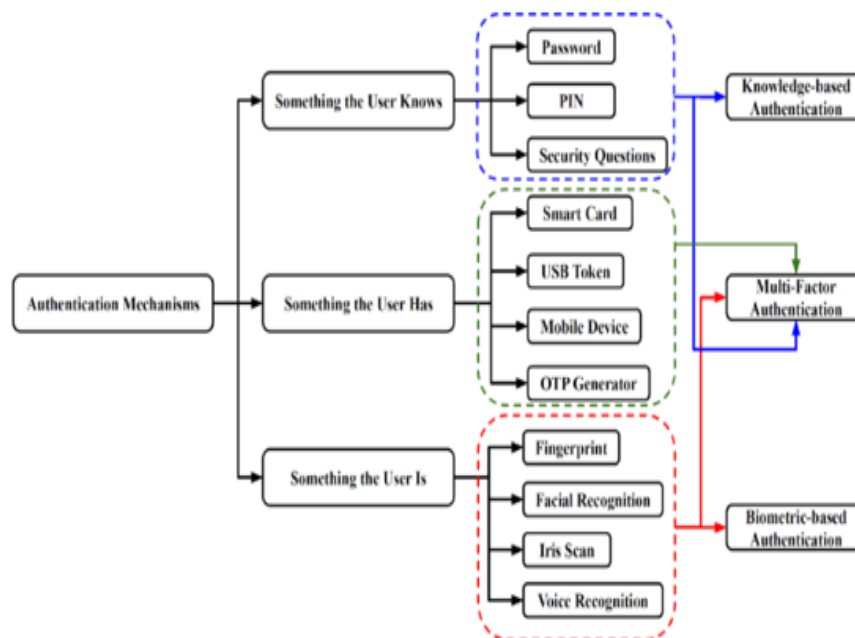 Password
Something the User Knows
PIN
Knowledge-based
Authentication
Security Questions
Smart Card
USB Token
Authentication Mechanisms
Something the User Has
Multi-Factor
Authentication
Mobile Device
OTP Generator
Fingerprint
Something the User Is
Facial Recognition
Biometric-based
Authentication
Iris Scan
Voice Recognition